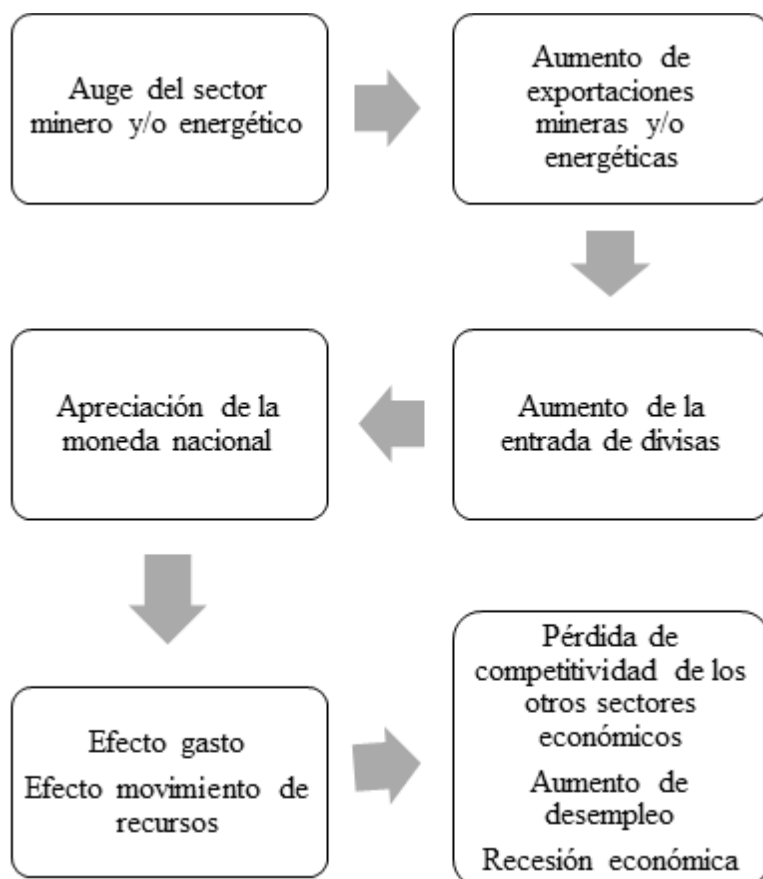 Auge del sector
minero y/o energético
Aumento de
exportaciones
mineras y/o
energéticas
Aumento de la
entrada de divisas
Apreciación de la
moneda nacional
Efecto gasto
Efecto movimiento de
recursos
Pérdida de
competitividad de los
otros sectores
económicos
Aumento de
desempleo
Recesión económica